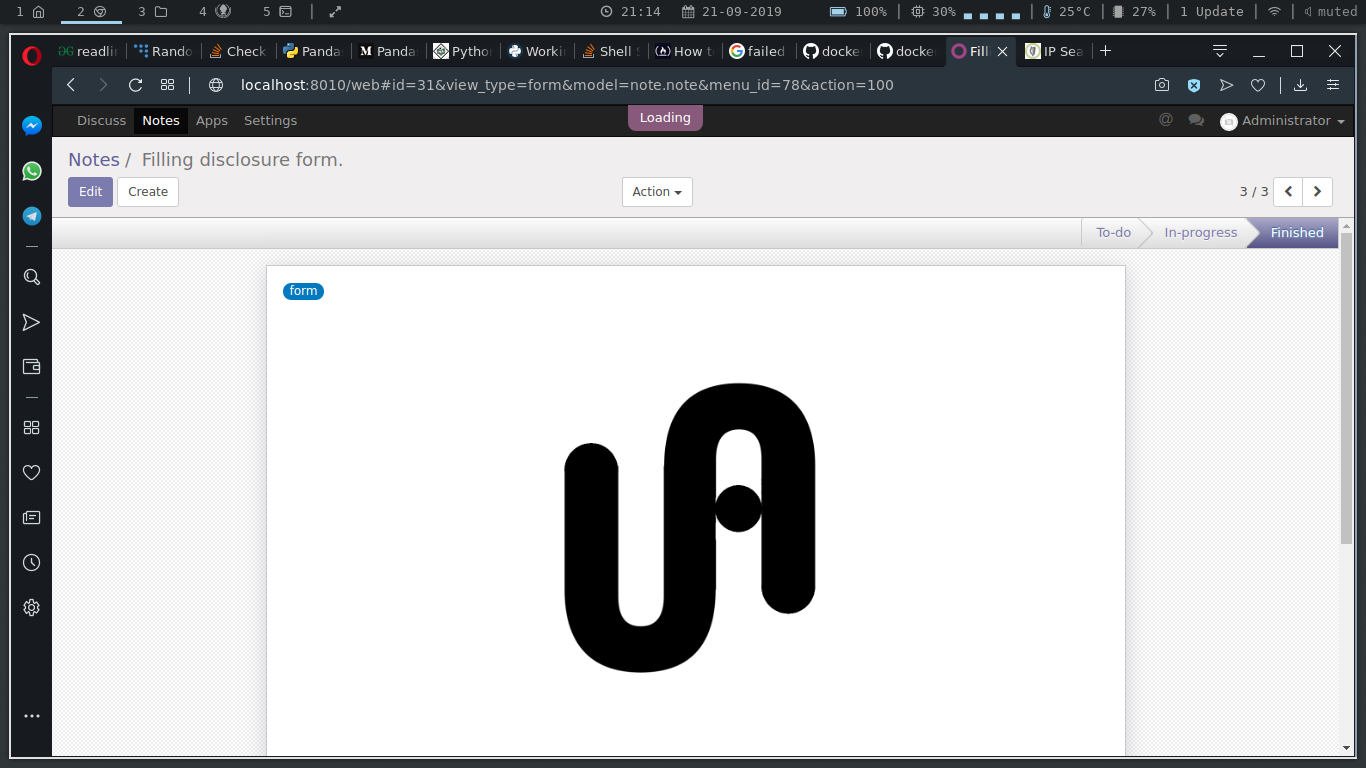 1 2 3 4 5 21:14 21-09-2019 100% 30% 25°C 27% 1 Update muted
readli Rando Check Panda Panda Pytho Worki Shell S How t failed docke docke Fill IP Sea
localhost:8010/web#id=31&view_type=form&model=note.note&menu_id=78&action=100
Discuss Notes Apps Settings Loading @ Administrator
Notes / Filling disclosure form.
Edit Create Action 3 / 3
To-do In-progress Finished
form